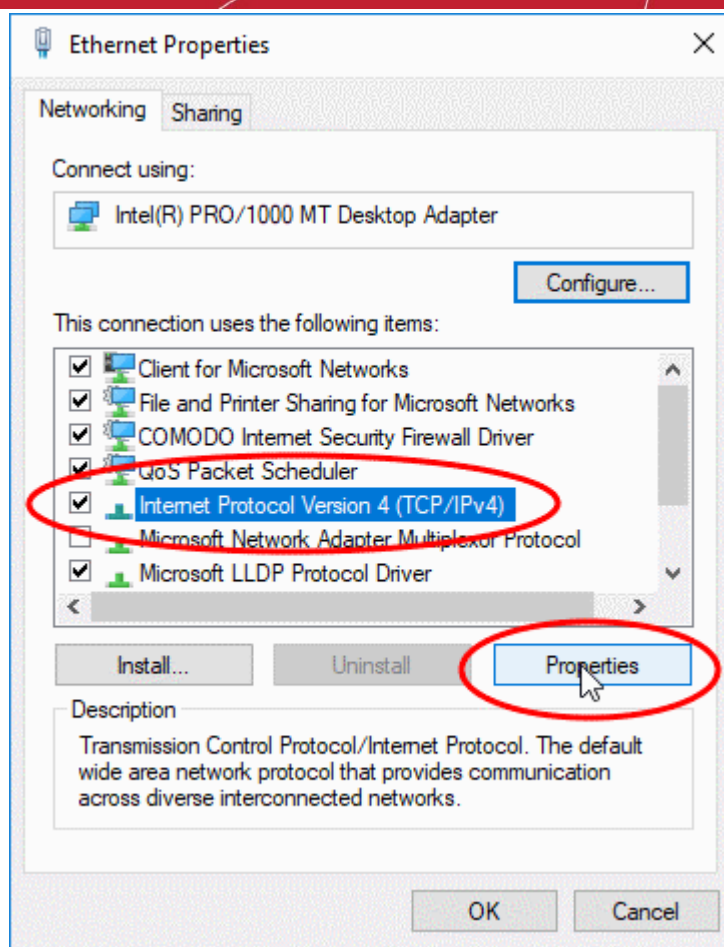 Ethernet Properties
Networking
Sharing
Connect using:
Intel(R) PRO/1000 MT Desktop Adapter
Configure...
This connection uses the following items:
Client for Microsoft Networks
File and Printer Sharing for Microsoft Networks
COMODO Internet Security Firewall Driver
QoS Packet Scheduler
Internet Protocol Version 4 (TCP/IPv4)
Microsoft Network Adapter Multiplexor Protocol
Microsoft LLDP Protocol Driver
Install...
Uninstall
Properties
Description
Transmission Control Protocol/Internet Protocol. The default
wide area network protocol that provides communication
across diverse interconnected networks.
OK
Cancel